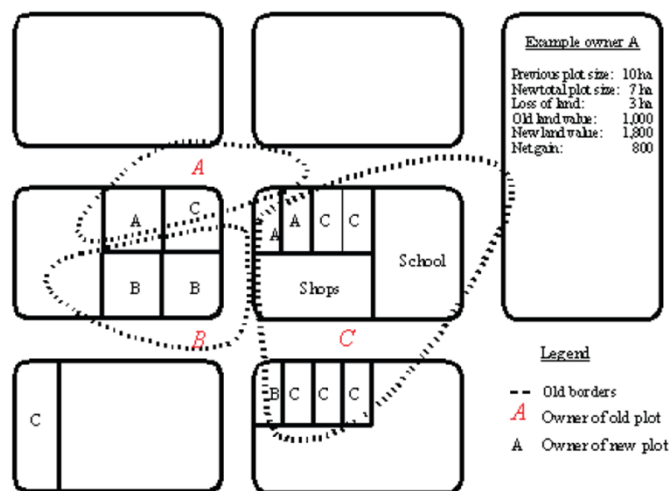 Example owner A
Previous plot size: 10 ha
New total plot size: 7 ha
Loss of land: 3 ha
Old land value: 1,000
New land value: 1,800
Net gain: 800
A
A
C
A
A
C
C
School
B
B
Shops
B
C
C
B
C
C
C
Legend
Old borders
A Owner of old plot
A Owner of new plot